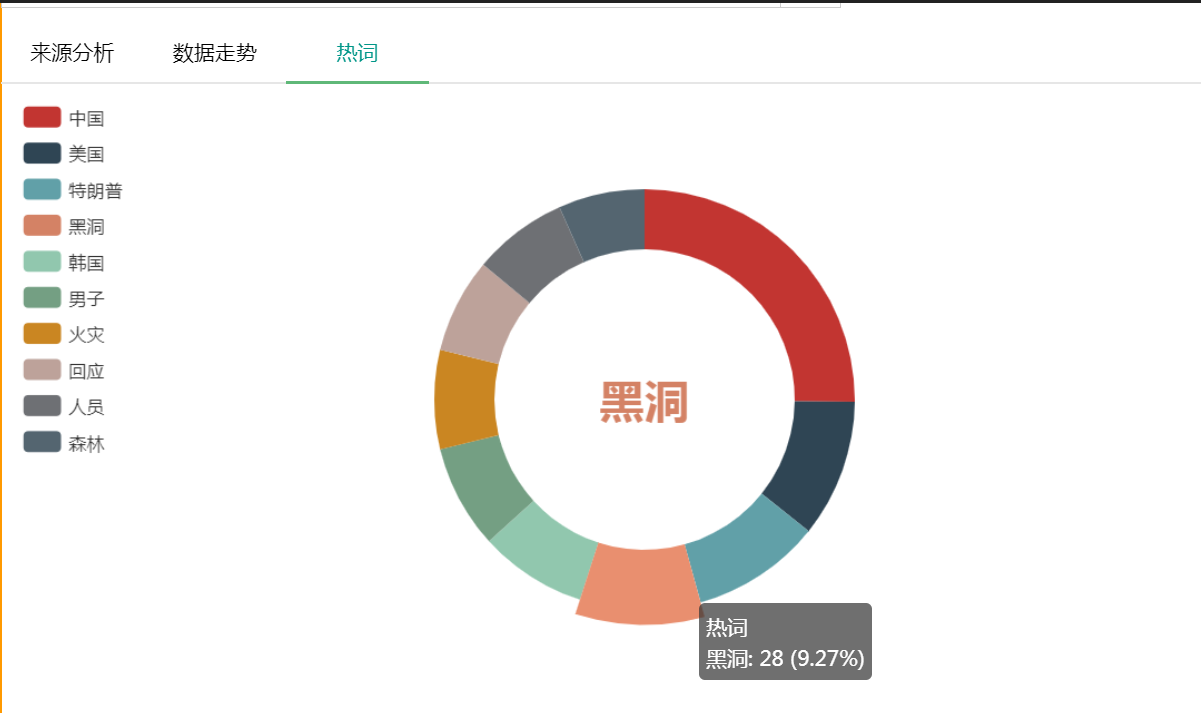 来源分析
数据走势
热词
中国
美国
特朗普
黑洞
韩国
男子
火灾
回应
人员
森林
黑洞
热词
黑洞: 28 (9.27%)